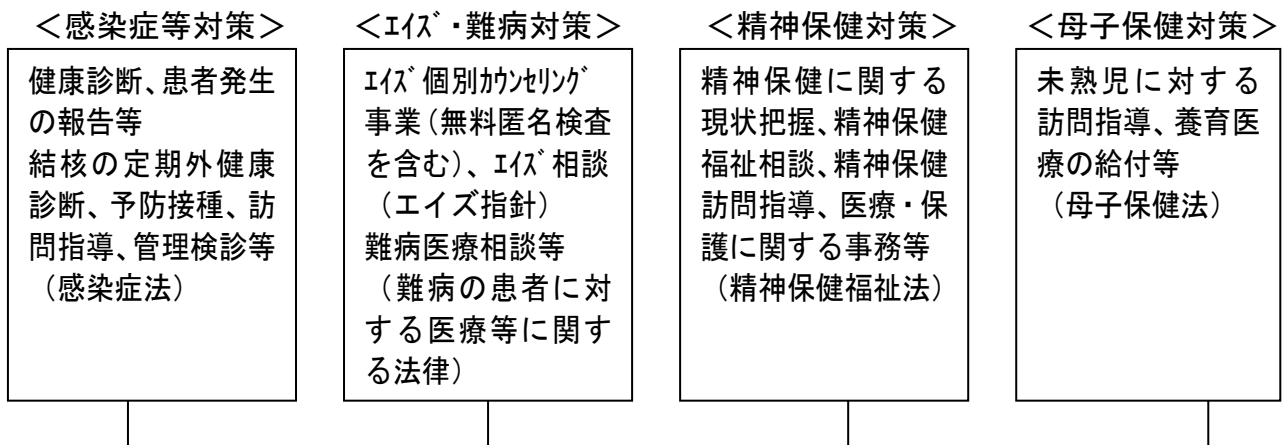 ＜感染症等対策＞
健康診断、患者発生
の報告等
結核の定期外健康
診断、予防接種、訪
問指導、管理検診等
（感染症法）
＜ｴｲｽﾞ・難病対策＞
ｴｲｽﾞ個別ｶｳﾝｾﾘﾝｸﾞ
事業（無料匿名検査
を含む）、ｴｲｽﾞ相談
（エイズ指針）
難病医療相談等
（難病の患者に対
する医療等に関す
る法律）
＜精神保健対策＞
精神保健に関する
現状把握、精神保健
福祉相談、精神保健
訪問指導、医療・保
護に関する事務等
（精神保健福祉法）
＜母子保健対策＞
未熟児に対する
訪問指導、養育医
療の給付等
（母子保健法）